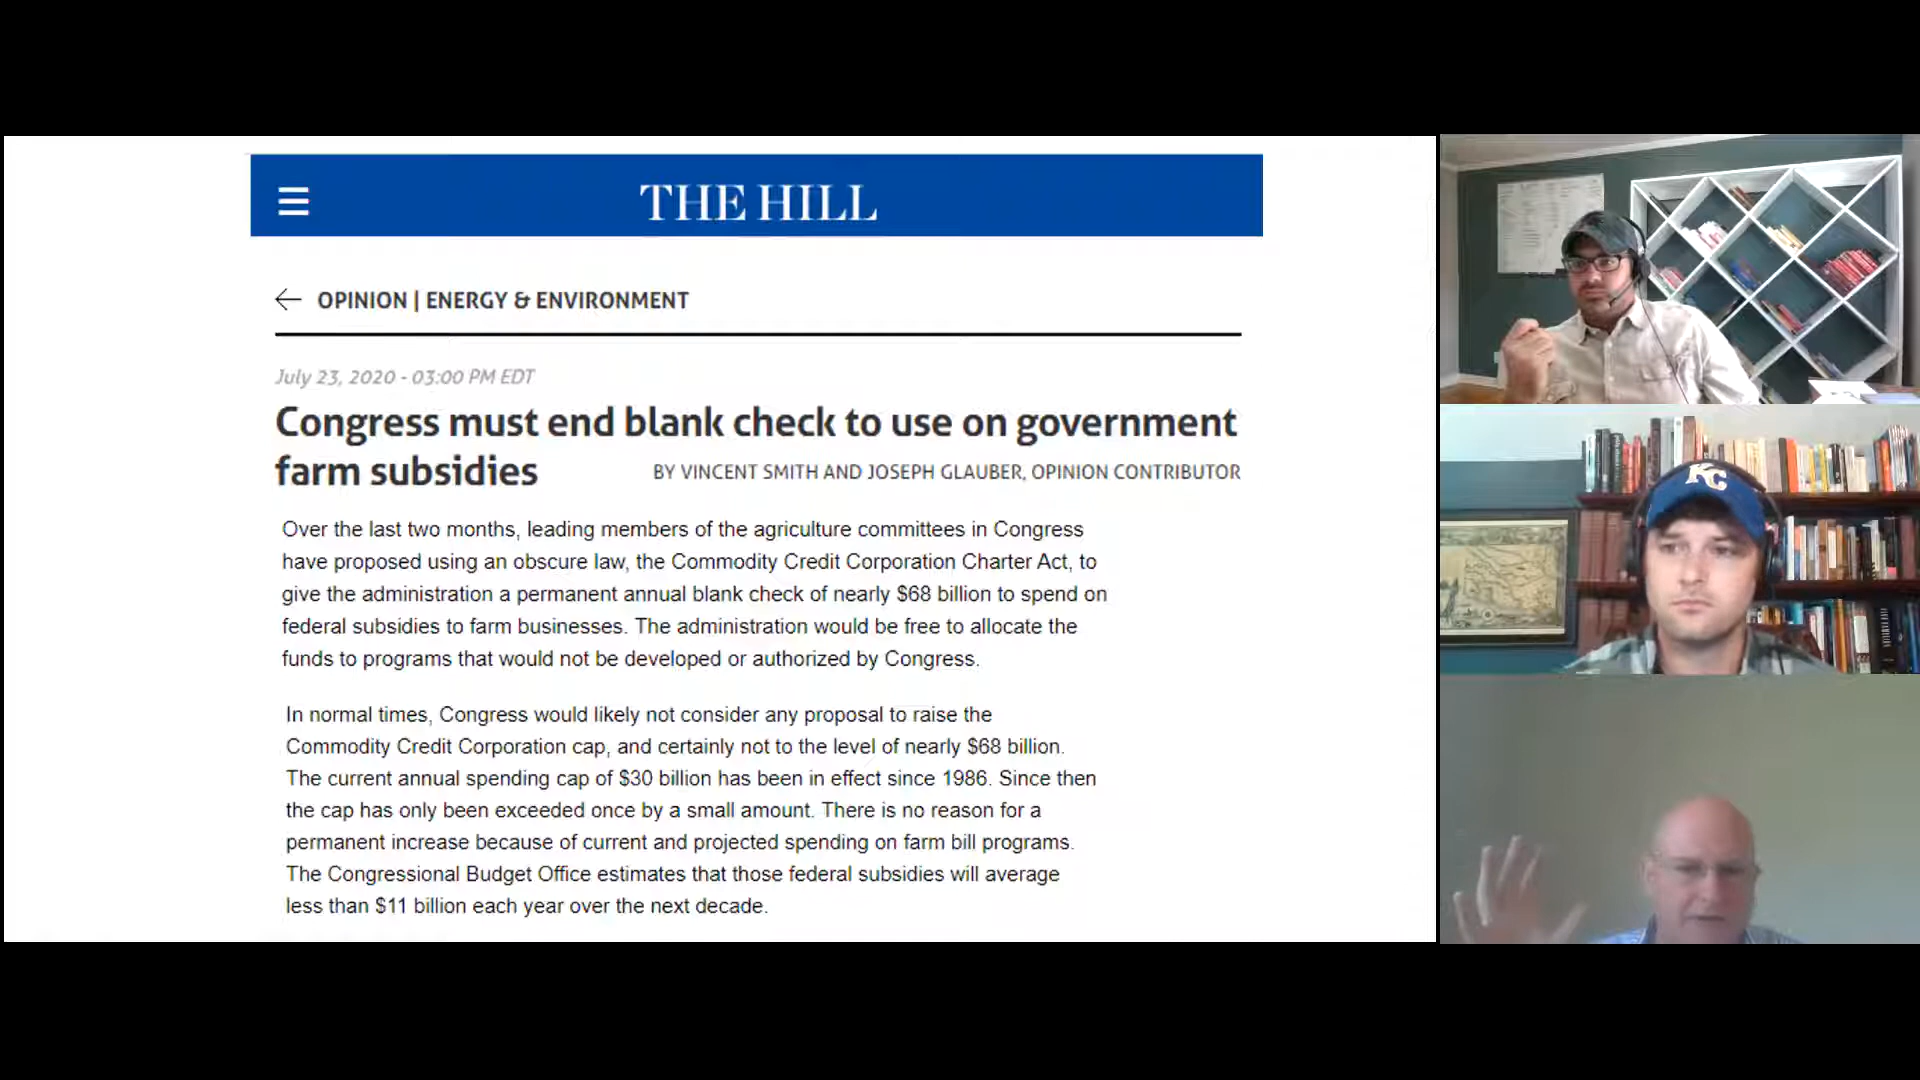 THE HILL
OPINION | ENERGY & ENVIRONMENT
July 23, 2020 - 03:00 PM EDT
Congress must end blank check to use on government
farm subsidies
BY VINCENT SMITH AND JOSEPH GLAUBER, OPINION CONTRIBUTOR
Over the last two months, leading members of the agriculture committees in Congress
have proposed using an obscure law, the Commodity Credit Corporation Charter Act, to
give the administration a permanent annual blank check of nearly $68 billion to spend on
federal subsidies to farm businesses. The administration would be free to allocate the
funds to programs that would not be developed or authorized by Congress.
In normal times, Congress would likely not consider any proposal to raise the
Commodity Credit Corporation cap, and certainly not to the level of nearly $68 billion.
The current annual spending cap of $30 billion has been in effect since 1986. Since then
the cap has only been exceeded once by a small amount. There is no reason for a
permanent increase because of current and projected spending on farm bill programs.
The Congressional Budget Office estimates that those federal subsidies will average
less than $11 billion each year over the next decade.
KC